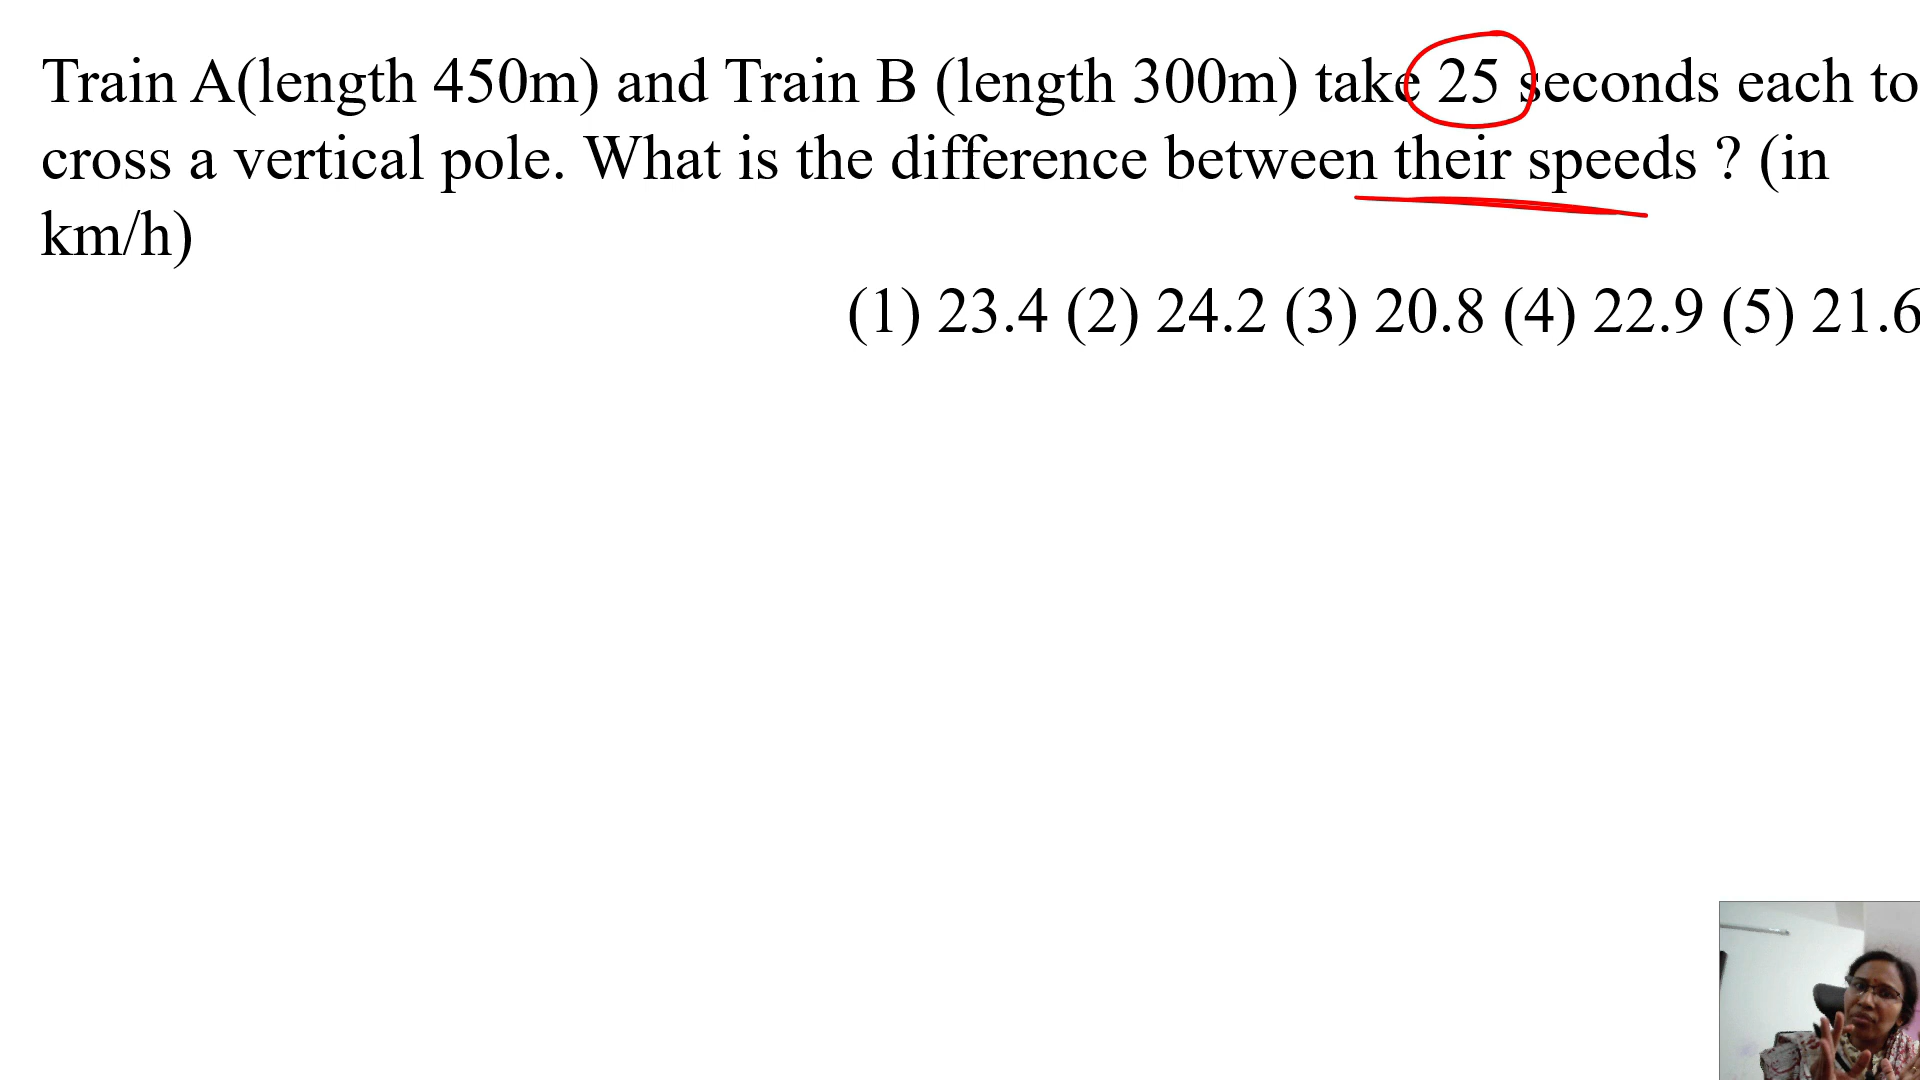 Train A(length 450m) and Train B (length 300m) take 25 seconds each to
cross a vertical pole. What is the difference between their speeds ? (in
km/h)
(1) 23.4 (2) 24.2 (3) 20.8 (4) 22.9 (5) 21.6